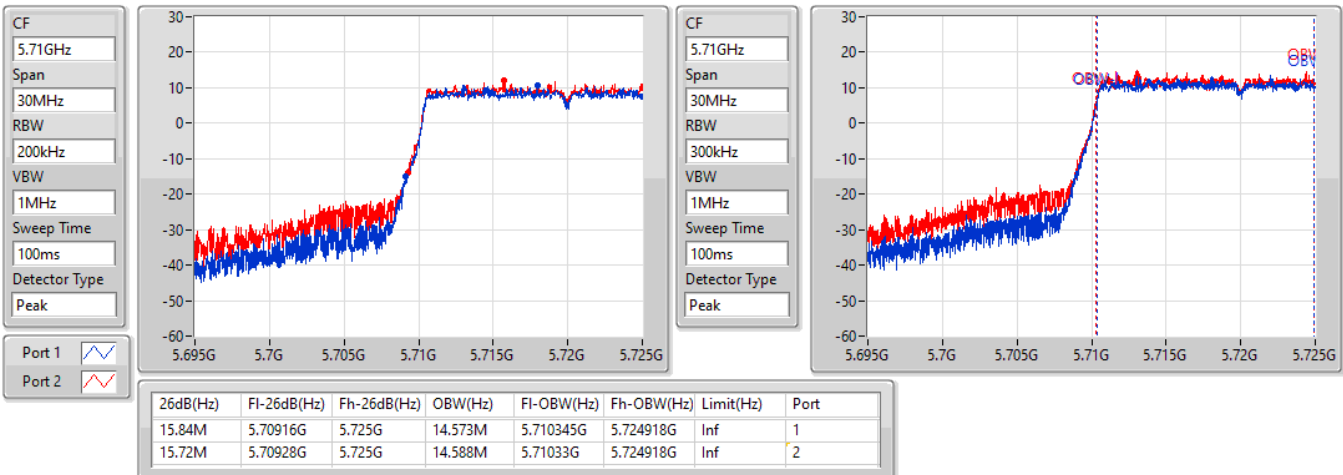 CF
5.71GHz
Span
30MHz
RBW
200kHz
VBW
1MHz
Sweep Time
100ms
Detector Type
Peak
Port 1
Port 2
30
20
10
0
-10
-20
-30
-40
-50
-60
5.695G 5.7G 5.705G 5.71G 5.715G 5.72G 5.725G
CF
5.71GHz
Span
30MHz
RBW
300kHz
VBW
1MHz
Sweep Time
100ms
Detector Type
Peak
30
20
10
0
-10
-20
-30
-40
-50
-60
OBW
OBV
OBV
5.695G 5.7G 5.705G 5.71G 5.715G 5.72G 5.725G
26dB(Hz) Fl-26dB(Hz) Fh-26dB(Hz) OBW(Hz) Fl-OBW(Hz) Fh-OBW(Hz) Limit(Hz) Port
15.84M 5.70916G 5.725G 14.573M 5.710345G 5.724918G Inf 1
15.72M 5.70928G 5.725G 14.588M 5.71033G 5.724918G Inf 2